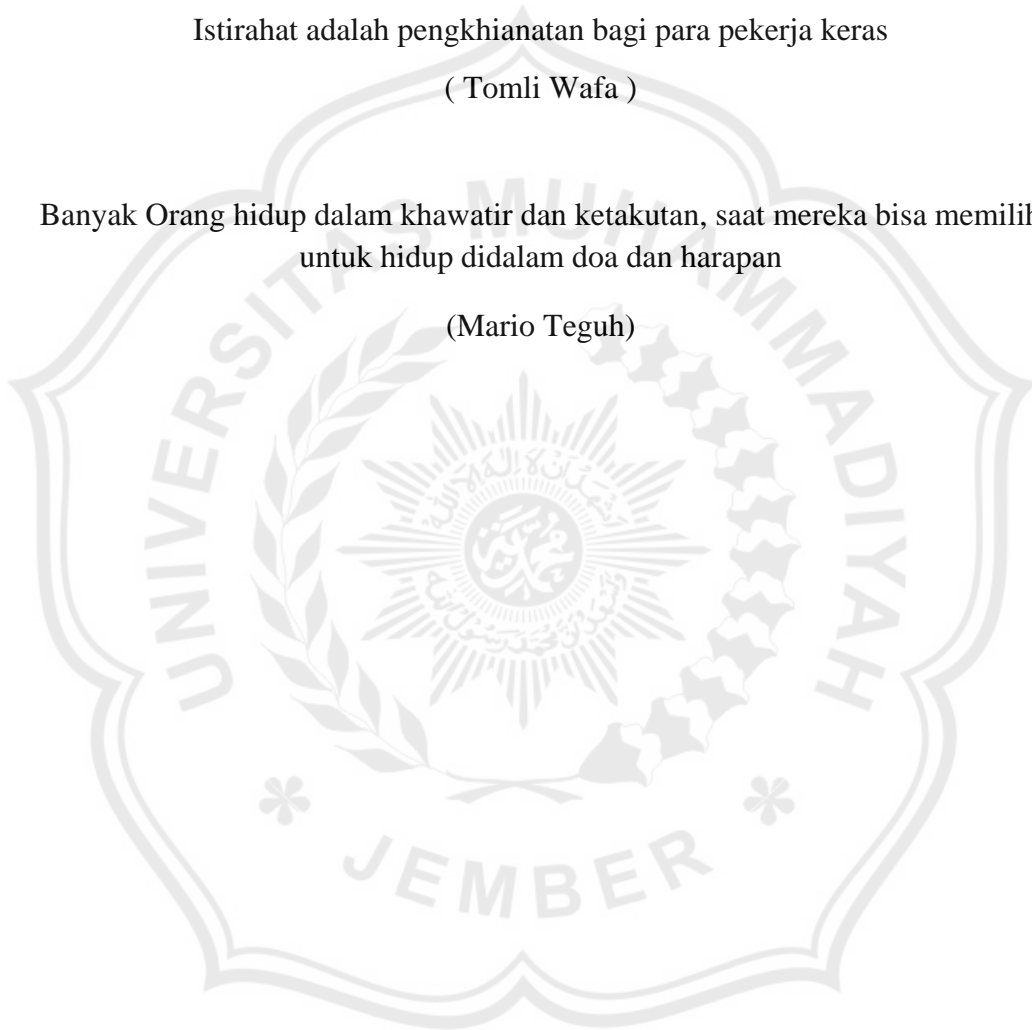 Istirahat adalah pengkhianatan bagi para pekerja keras
( Tomli Wafa )
Banyak Orang hidup dalam khawatir dan ketakutan, saat mereka bisa memilih
untuk hidup didalam doa dan harapan
(Mario Teguh)
UNIVERSITAS MUHAMMADIYAH
JEMBER